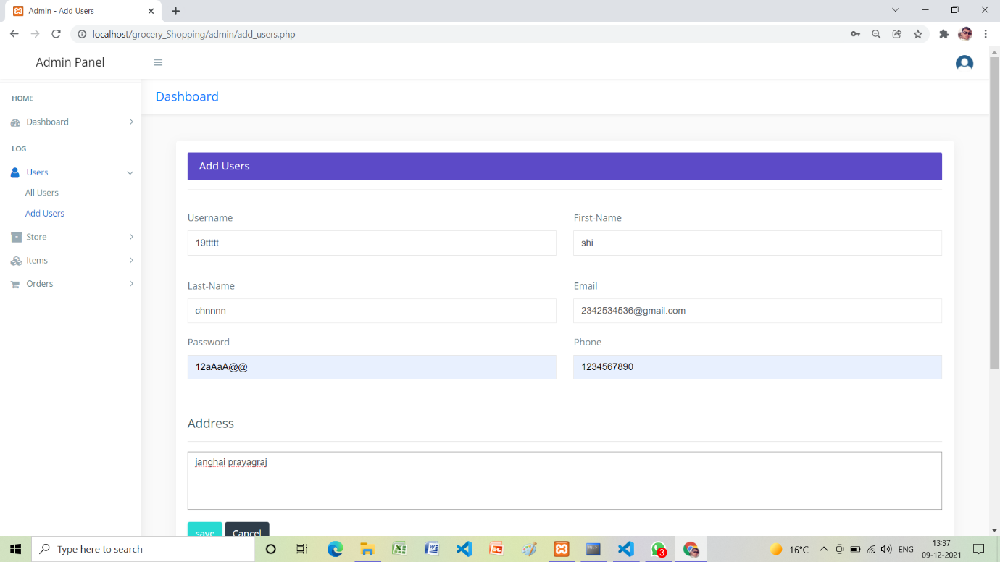 Admin - Add Users
localhost/grocery_Shopping/admin/add_users.php
Admin Panel
Dashboard
HOME
Dashboard
LOG
Users
All Users
Add Users
Store
Items
Orders
Add Users
Username First-Name
19ttttt shi
Last-Name Email
chnnnn 2342534536@gmail.com
Password Phone
12aAaA@@ 1234567890
Address
janghai prayagraj
save Cancel
Type here to search
3
16°C ENG 13:37
09-12-2021